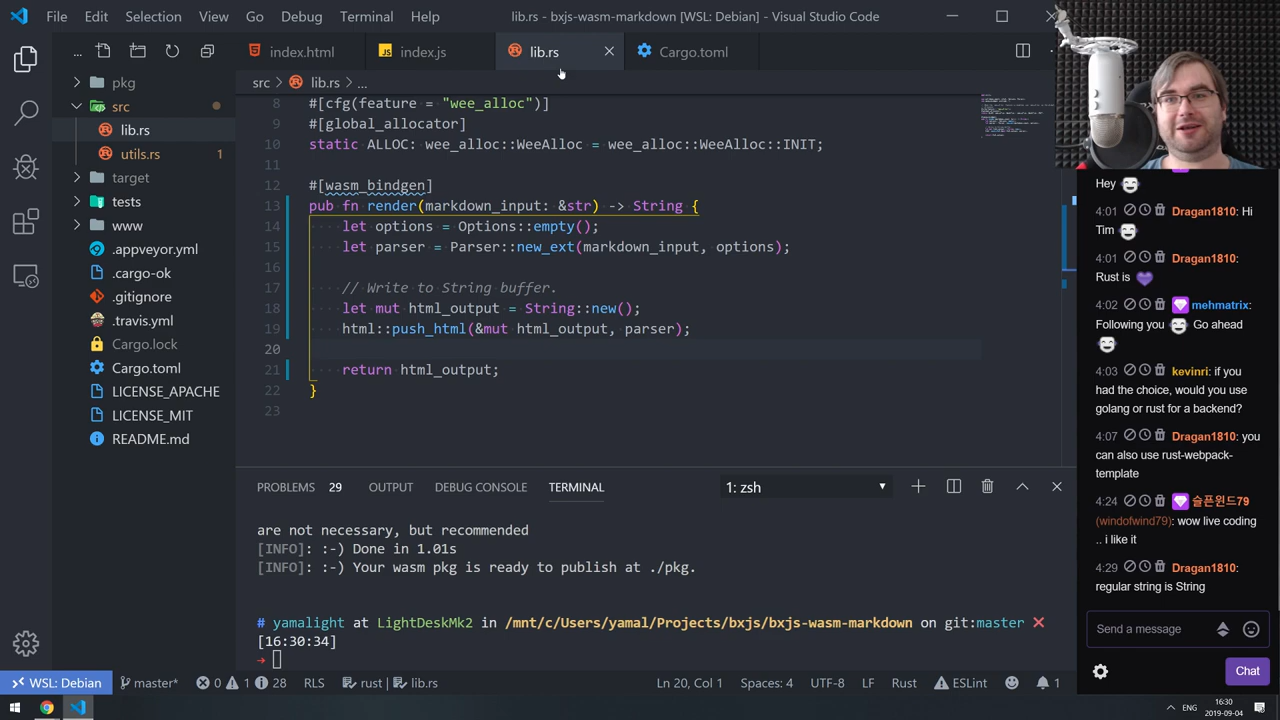 File Edit Selection View Go Debug Terminal Help lib.rs - bxjs-wasm-markdown [WSL: Debian] - Visual Studio Code
... index.html index.js lib.rs Cargo.toml
JS
src > lib.rs > ...
pkg
src
lib.rs
utils.rs 1
target
tests
www
.appveyor.yml
.cargo-ok
.gitignore
.travis.yml
Cargo.lock
Cargo.toml
LICENSE_APACHE
LICENSE_MIT
README.md
8 #[cfg(feature = "wee_alloc")]
9 #[global_allocator]
10 static ALLOC: wee_alloc::WeeAlloc = wee_alloc::WeeAlloc::INIT;
11
12 #[wasm_bindgen]
13 pub fn render(markdown_input: &str) -> String {
14 let options = Options::empty();
15 let parser = Parser::new_ext(markdown_input, options);
16
17 // Write to String buffer.
18 let mut html_output = String::new();
19 html::push_html(&mut html_output, parser);
20
21 return html_output;
22 }
23
PROBLEMS 29 OUTPUT DEBUG CONSOLE TERMINAL 1: zsh
are not necessary, but recommended
[INFO]: :-) Done in 1.01s
[INFO]: :-) Your wasm pkg is ready to publish at ./pkg.
# yamalight at LightDeskMk2 in /mnt/c/Users/yamal/Projects/bxjs/bxjs-wasm-markdown on git:master ✗
[16:30:34]
→
WSL: Debian master* 0 1 28 RLS rust | lib.rs Ln 20, Col 1 Spaces: 4 UTF-8 LF Rust ESLint 1
Hey
4:01 Dragan1810: Hi
Tim
4:01 Dragan1810:
Rust is
4:02 mehmatrix:
Following you Go ahead
4:03 kevinri: if you
had the choice, would you use
golang or rust for a backend?
4:07 Dragan1810: you
can also use rust-webpack-
template
4:24 슬픈윈드79
(windofwind79): wow live coding
.. i like it
4:29 Dragan1810:
regular string is String
Send a message
Chat
ENG 16:30
2019-09-04